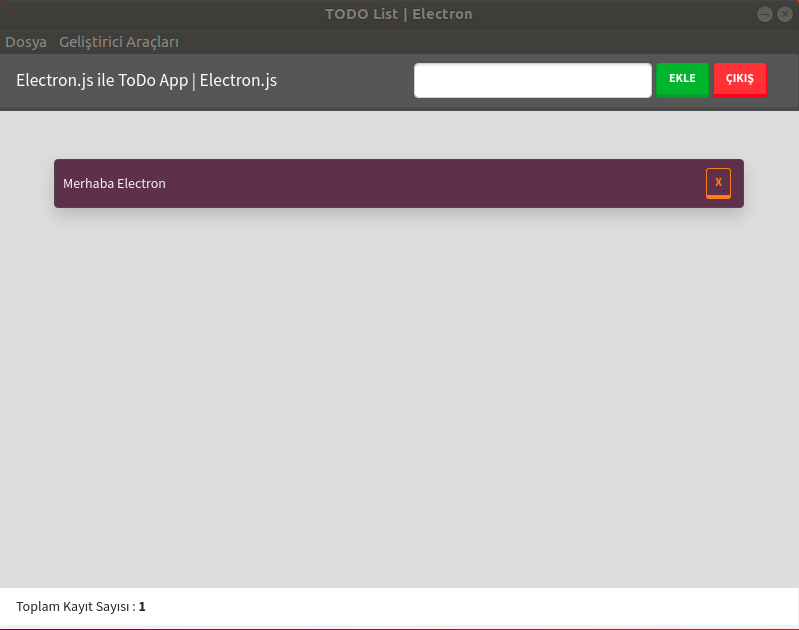 TODO List | Electron
Dosya Geliştirici Araçları
Electron.js ile ToDo App | Electron.js EKLE ÇIKIŞ
Merhaba Electron X
Toplam Kayıt Sayısı : 1